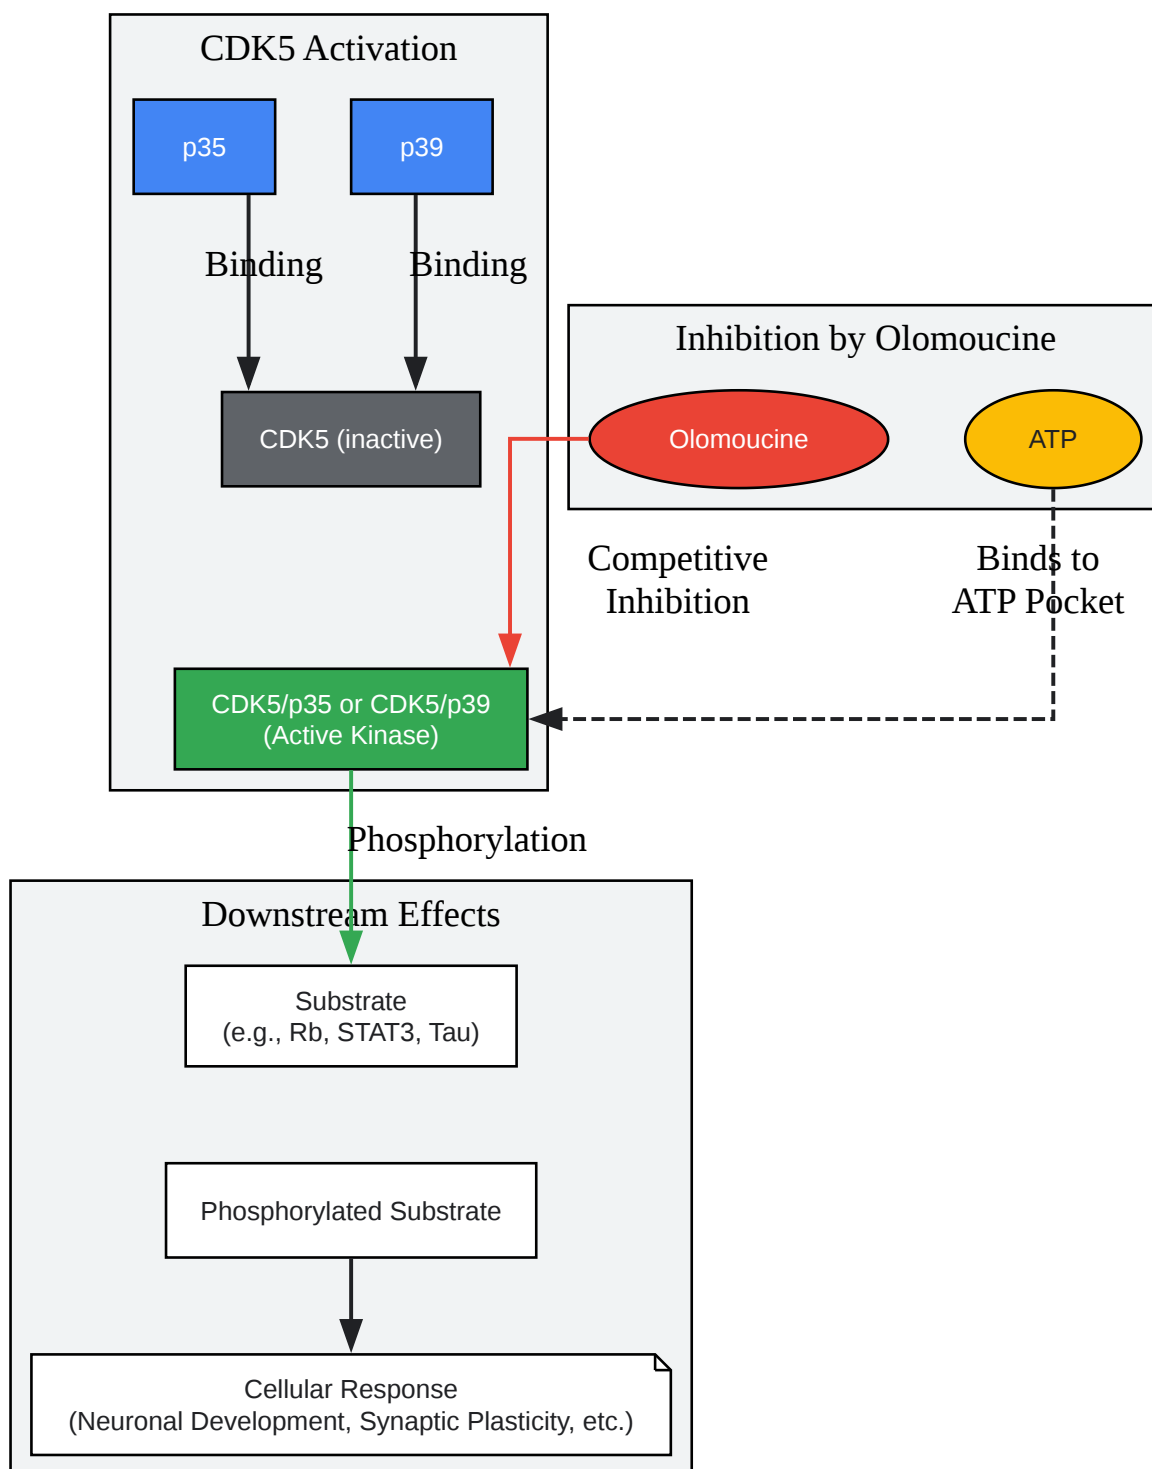 CDK5 Activation
p35
p39
Binding
Binding
Inhibition by Olomoucine
CDK5 (inactive)
Olomoucine
ATP
Competitive
Inhibition
Binds to
ATP Pocket
CDK5/p35 or CDK5/p39
(Active Kinase)
Phosphorylation
Downstream Effects
Substrate
(e.g., Rb, STAT3, Tau)
Phosphorylated Substrate
Cellular Response
(Neuronal Development, Synaptic Plasticity, etc.)